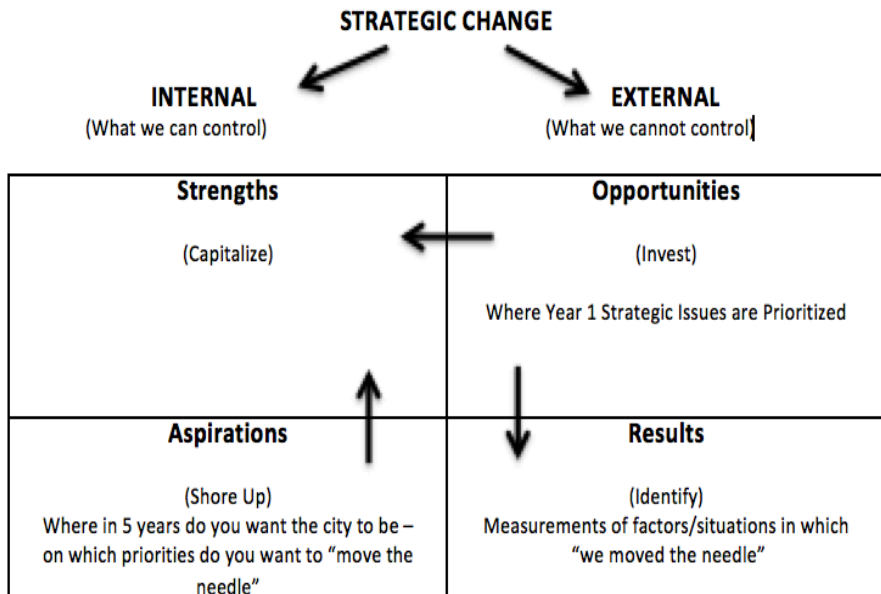 STRATEGIC CHANGE
INTERNAL
(What we can control)
EXTERNAL
(What we cannot control)
Strengths
(Capitalize)
Opportunities
(Invest)
Where Year 1 Strategic Issues are Prioritized
Aspirations
(Shore Up)
Where in 5 years do you want the city to be –
on which priorities do you want to “move the
needle”
Results
(Identify)
Measurements of factors/situations in which
“we moved the needle”